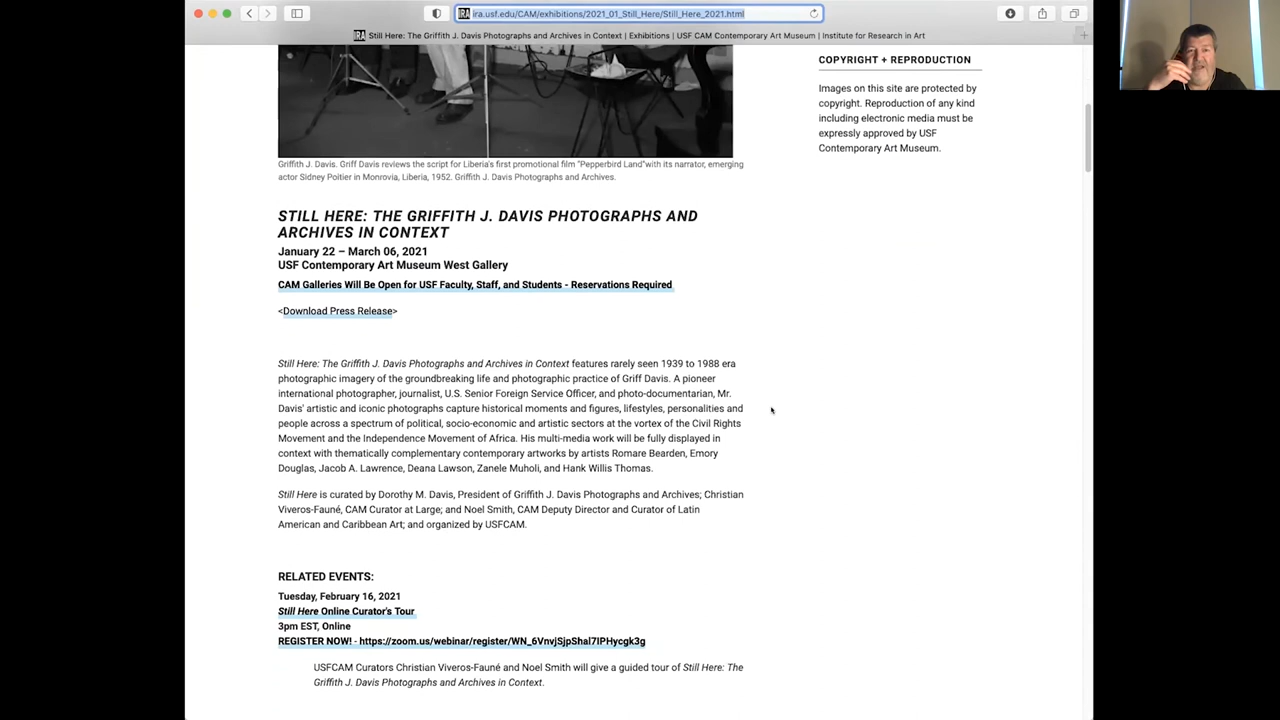 IRA ira.usf.edu/CAM/exhibitions/2021_01_Still_Here/Still_Here_2021.html
IRA Still Here: The Griffith J. Davis Photographs and Archives in Context | Exhibitions | USF CAM Contemporary Art Museum | Institute for Research in Art
Griffith J. Davis. Griff Davis reviews the script for Liberia's first promotional film "Pepperbird Land"with its narrator, emerging
actor Sidney Poitier in Monrovia, Liberia, 1952. Griffith J. Davis Photographs and Archives.
STILL HERE: THE GRIFFITH J. DAVIS PHOTOGRAPHS AND
ARCHIVES IN CONTEXT
January 22 – March 06, 2021
USF Contemporary Art Museum West Gallery
CAM Galleries Will Be Open for USF Faculty, Staff, and Students - Reservations Required
<Download Press Release>
Still Here: The Griffith J. Davis Photographs and Archives in Context features rarely seen 1939 to 1988 era
photographic imagery of the groundbreaking life and photographic practice of Griff Davis. A pioneer
international photographer, journalist, U.S. Senior Foreign Service Officer, and photo-documentarian, Mr.
Davis' artistic and iconic photographs capture historical moments and figures, lifestyles, personalities and
people across a spectrum of political, socio-economic and artistic sectors at the vortex of the Civil Rights
Movement and the Independence Movement of Africa. His multi-media work will be fully displayed in
context with thematically complementary contemporary artworks by artists Romare Bearden, Emory
Douglas, Jacob A. Lawrence, Deana Lawson, Zanele Muholi, and Hank Willis Thomas.
Still Here is curated by Dorothy M. Davis, President of Griffith J. Davis Photographs and Archives; Christian
Viveros-Fauné, CAM Curator at Large; and Noel Smith, CAM Deputy Director and Curator of Latin
American and Caribbean Art; and organized by USFCAM.
RELATED EVENTS:
Tuesday, February 16, 2021
Still Here Online Curator's Tour
3pm EST, Online
REGISTER NOW! - https://zoom.us/webinar/register/WN_6VnvjSjpShal7IPHycgk3g
USFCAM Curators Christian Viveros-Fauné and Noel Smith will give a guided tour of Still Here: The
Griffith J. Davis Photographs and Archives in Context.
COPYRIGHT + REPRODUCTION
Images on this site are protected by
copyright. Reproduction of any kind
including electronic media must be
expressly approved by USF
Contemporary Art Museum.